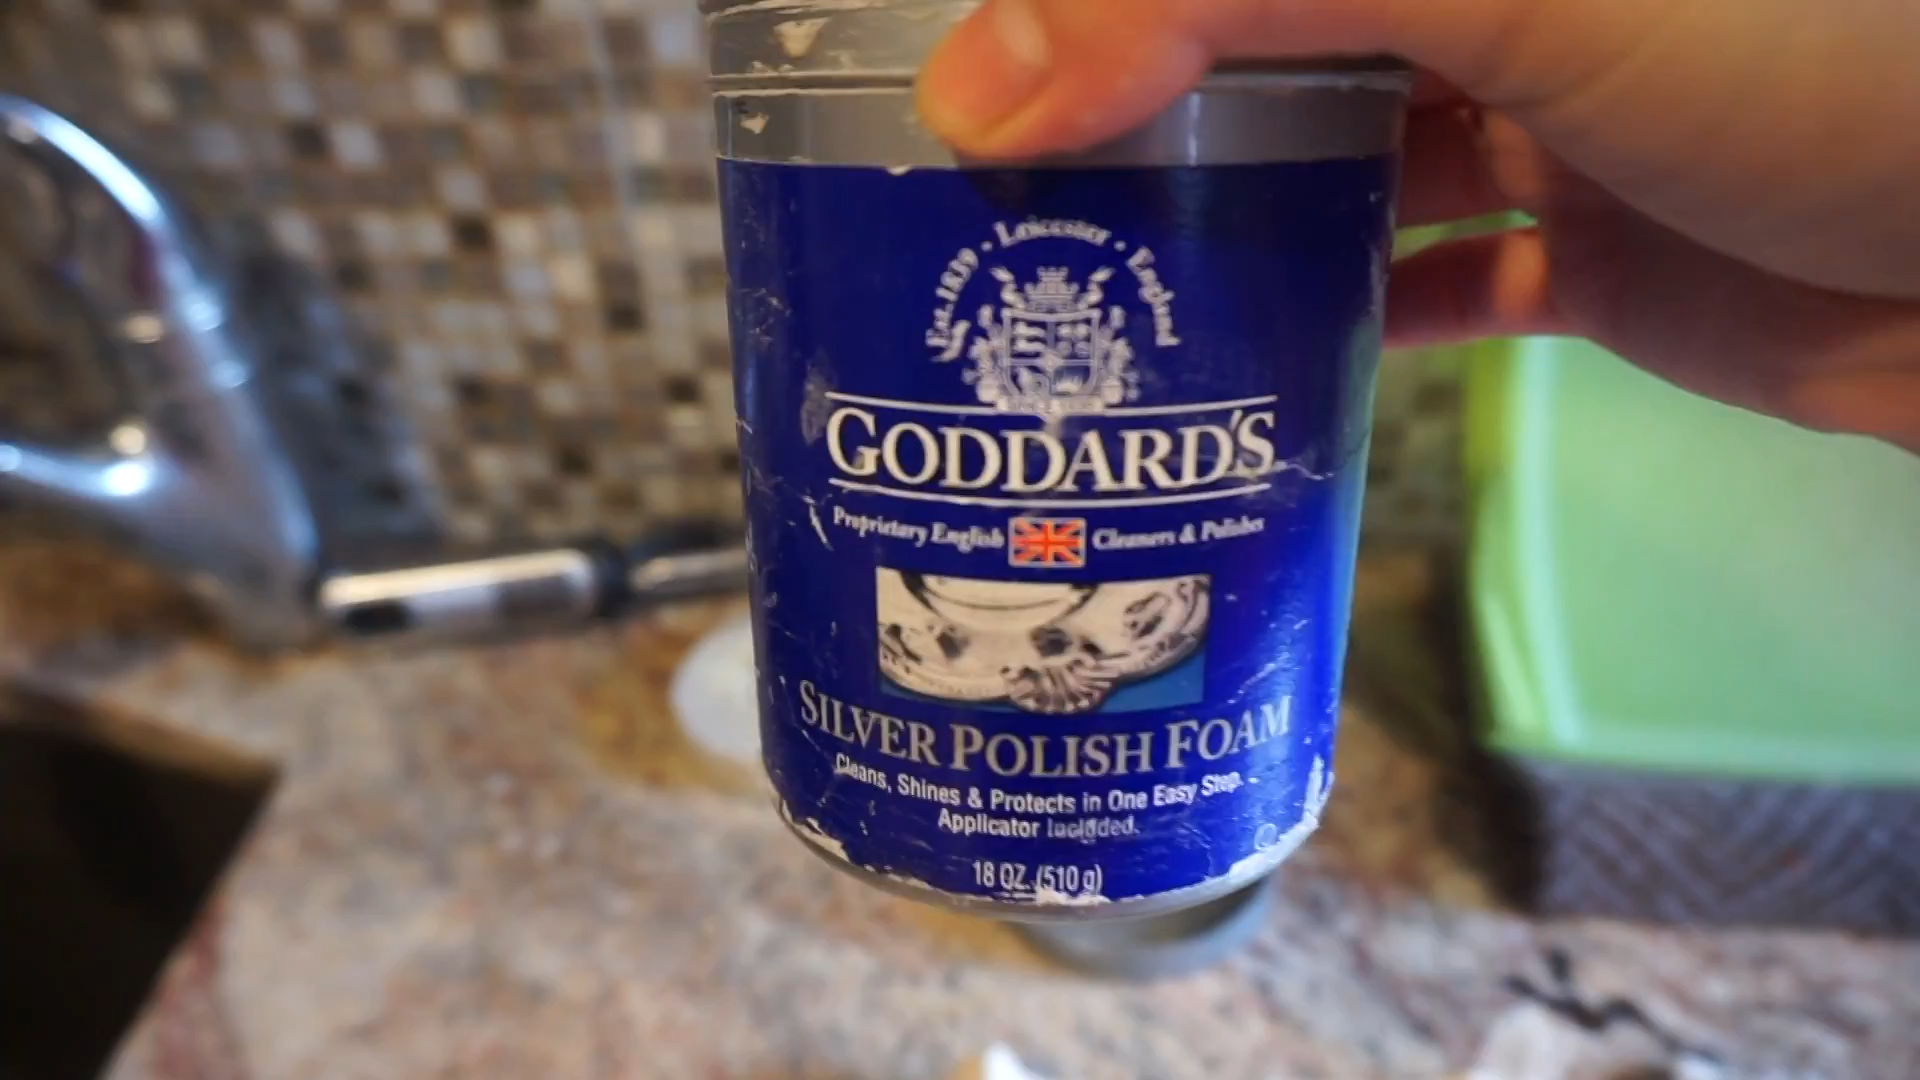 Est. 1839 · Leicester · England
GODDARD'S
Proprietary English Cleaners & Polishes
SILVER POLISH FOAM
Cleans, Shines & Protects in One Easy Step.
Applicator Included.
18 OZ. (510 g)